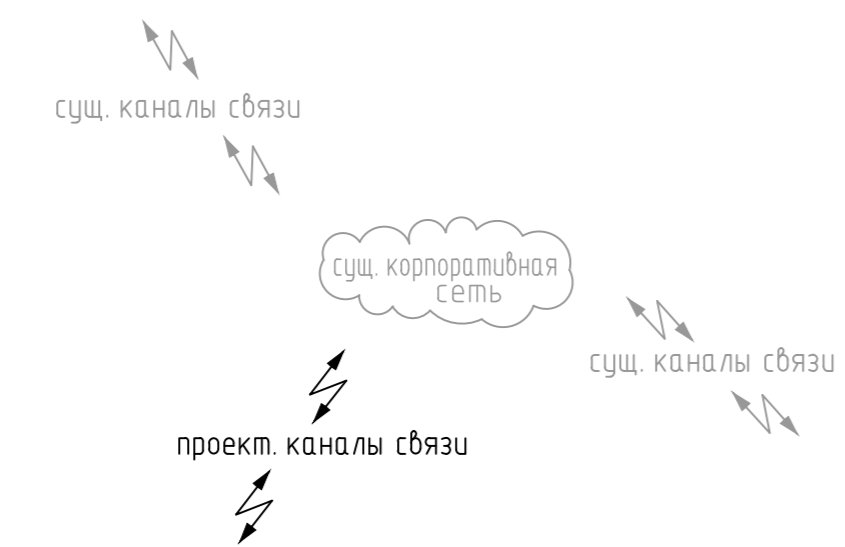 сущ. каналы связи
сущ. корпоративная
сеть
сущ. каналы связи
проект. каналы связи